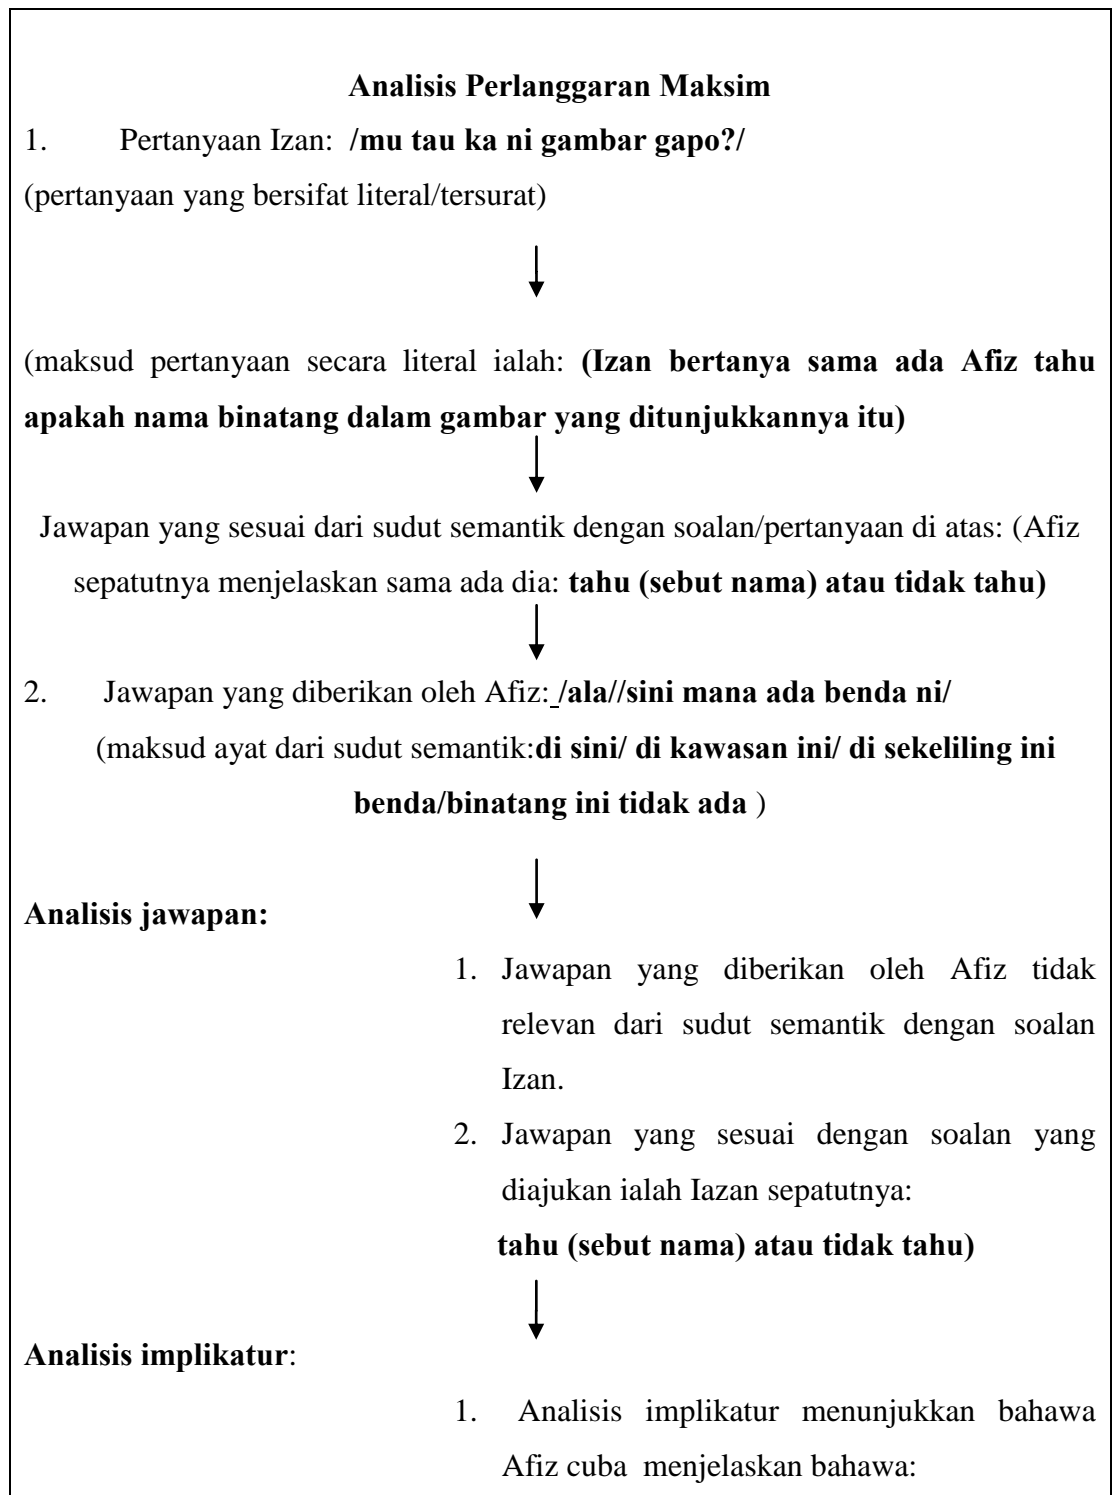 Analisis Perlanggaran Maksim
1. Pertanyaan Izan: /mu tau ka ni gambar gapo?/
(pertanyaan yang bersifat literal/tersurat)
(maksud pertanyaan secara literal ialah: (Izan bertanya sama ada Afiz tahu
apakah nama binatang dalam gambar yang ditunjukkannya itu)
Jawapan yang sesuai dari sudut semantik dengan soalan/pertanyaan di atas: (Afiz
sepatutnya menjelaskan sama ada dia: tahu (sebut nama) atau tidak tahu)
2. Jawapan yang diberikan oleh Afiz: /ala//sini mana ada benda ni/
(maksud ayat dari sudut semantik:di sini/ di kawasan ini/ di sekeliling ini
benda/binatang ini tidak ada )
Analisis jawapan:
1. Jawapan yang diberikan oleh Afiz tidak
relevan dari sudut semantik dengan soalan
Izan.
2. Jawapan yang sesuai dengan soalan yang
diajukan ialah Iazan sepatutnya:
tahu (sebut nama) atau tidak tahu)
Analisis implikatur:
1. Analisis implikatur menunjukkan bahawa
Afiz cuba menjelaskan bahawa: